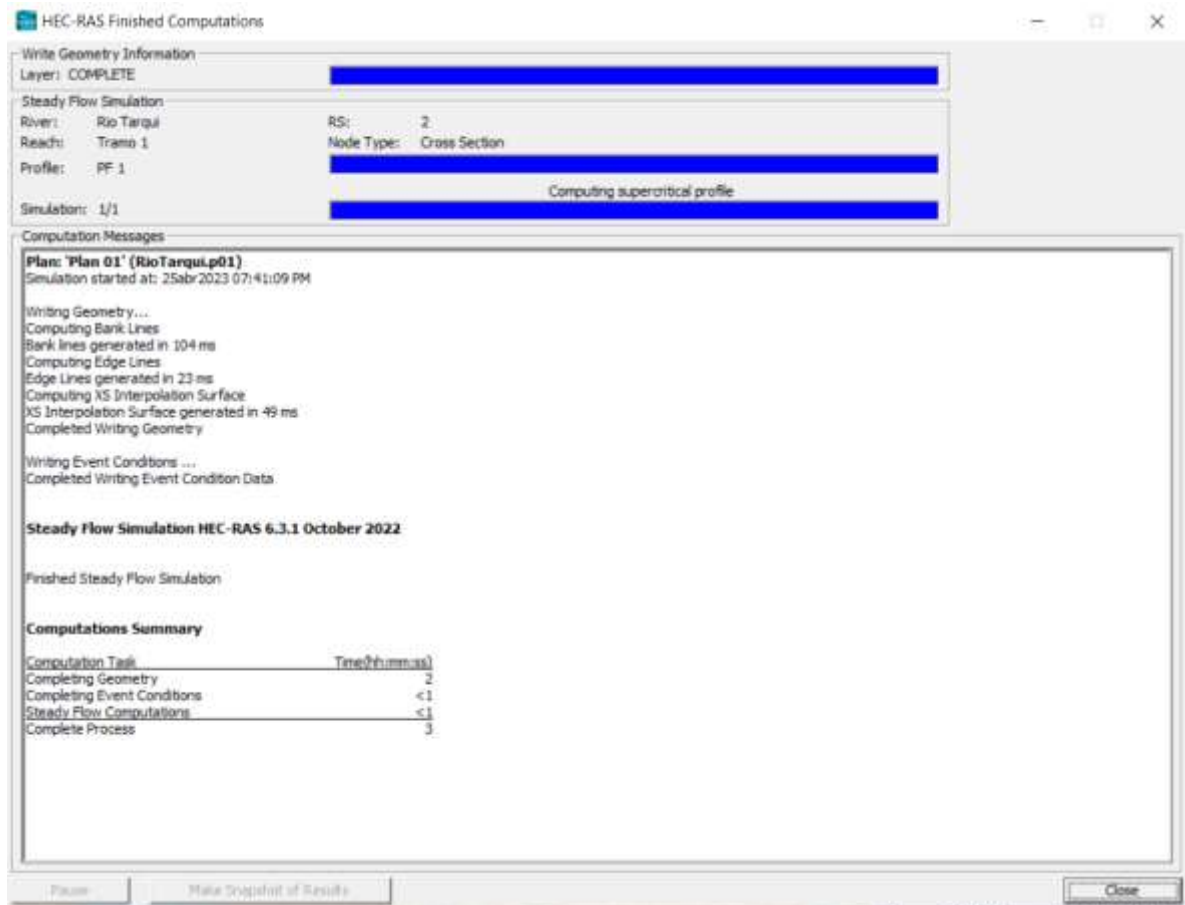 HEC-RAS Finished Computations
Write Geometry Information
Layer: COMPLETE
Steady Flow Simulation
River: Rio Tarqui RS: 2
Reach: Tramo 1 Node Type: Cross Section
Profile: PF 1
Computing supercritical profile
Simulation: 1/1
Computation Messages
Plan: 'Plan 01' (RioTarqui.p01)
Simulation started at: 25abr2023 07:41:09 PM
Writing Geometry...
Computing Bank Lines
Bank lines generated in 104 ms
Computing Edge Lines
Edge Lines generated in 23 ms
Computing XS Interpolation Surface
XS Interpolation Surface generated in 49 ms
Completed Writing Geometry
Writing Event Conditions ...
Completed Writing Event Condition Data
Steady Flow Simulation HEC-RAS 6.3.1 October 2022
Finished Steady Flow Simulation
Computations Summary
Computation Task Time(hh:mm:ss)
Completing Geometry 2
Completing Event Conditions <1
Steady Flow Computations <1
Complete Process 3
Pause Make Snapshot of Results Close